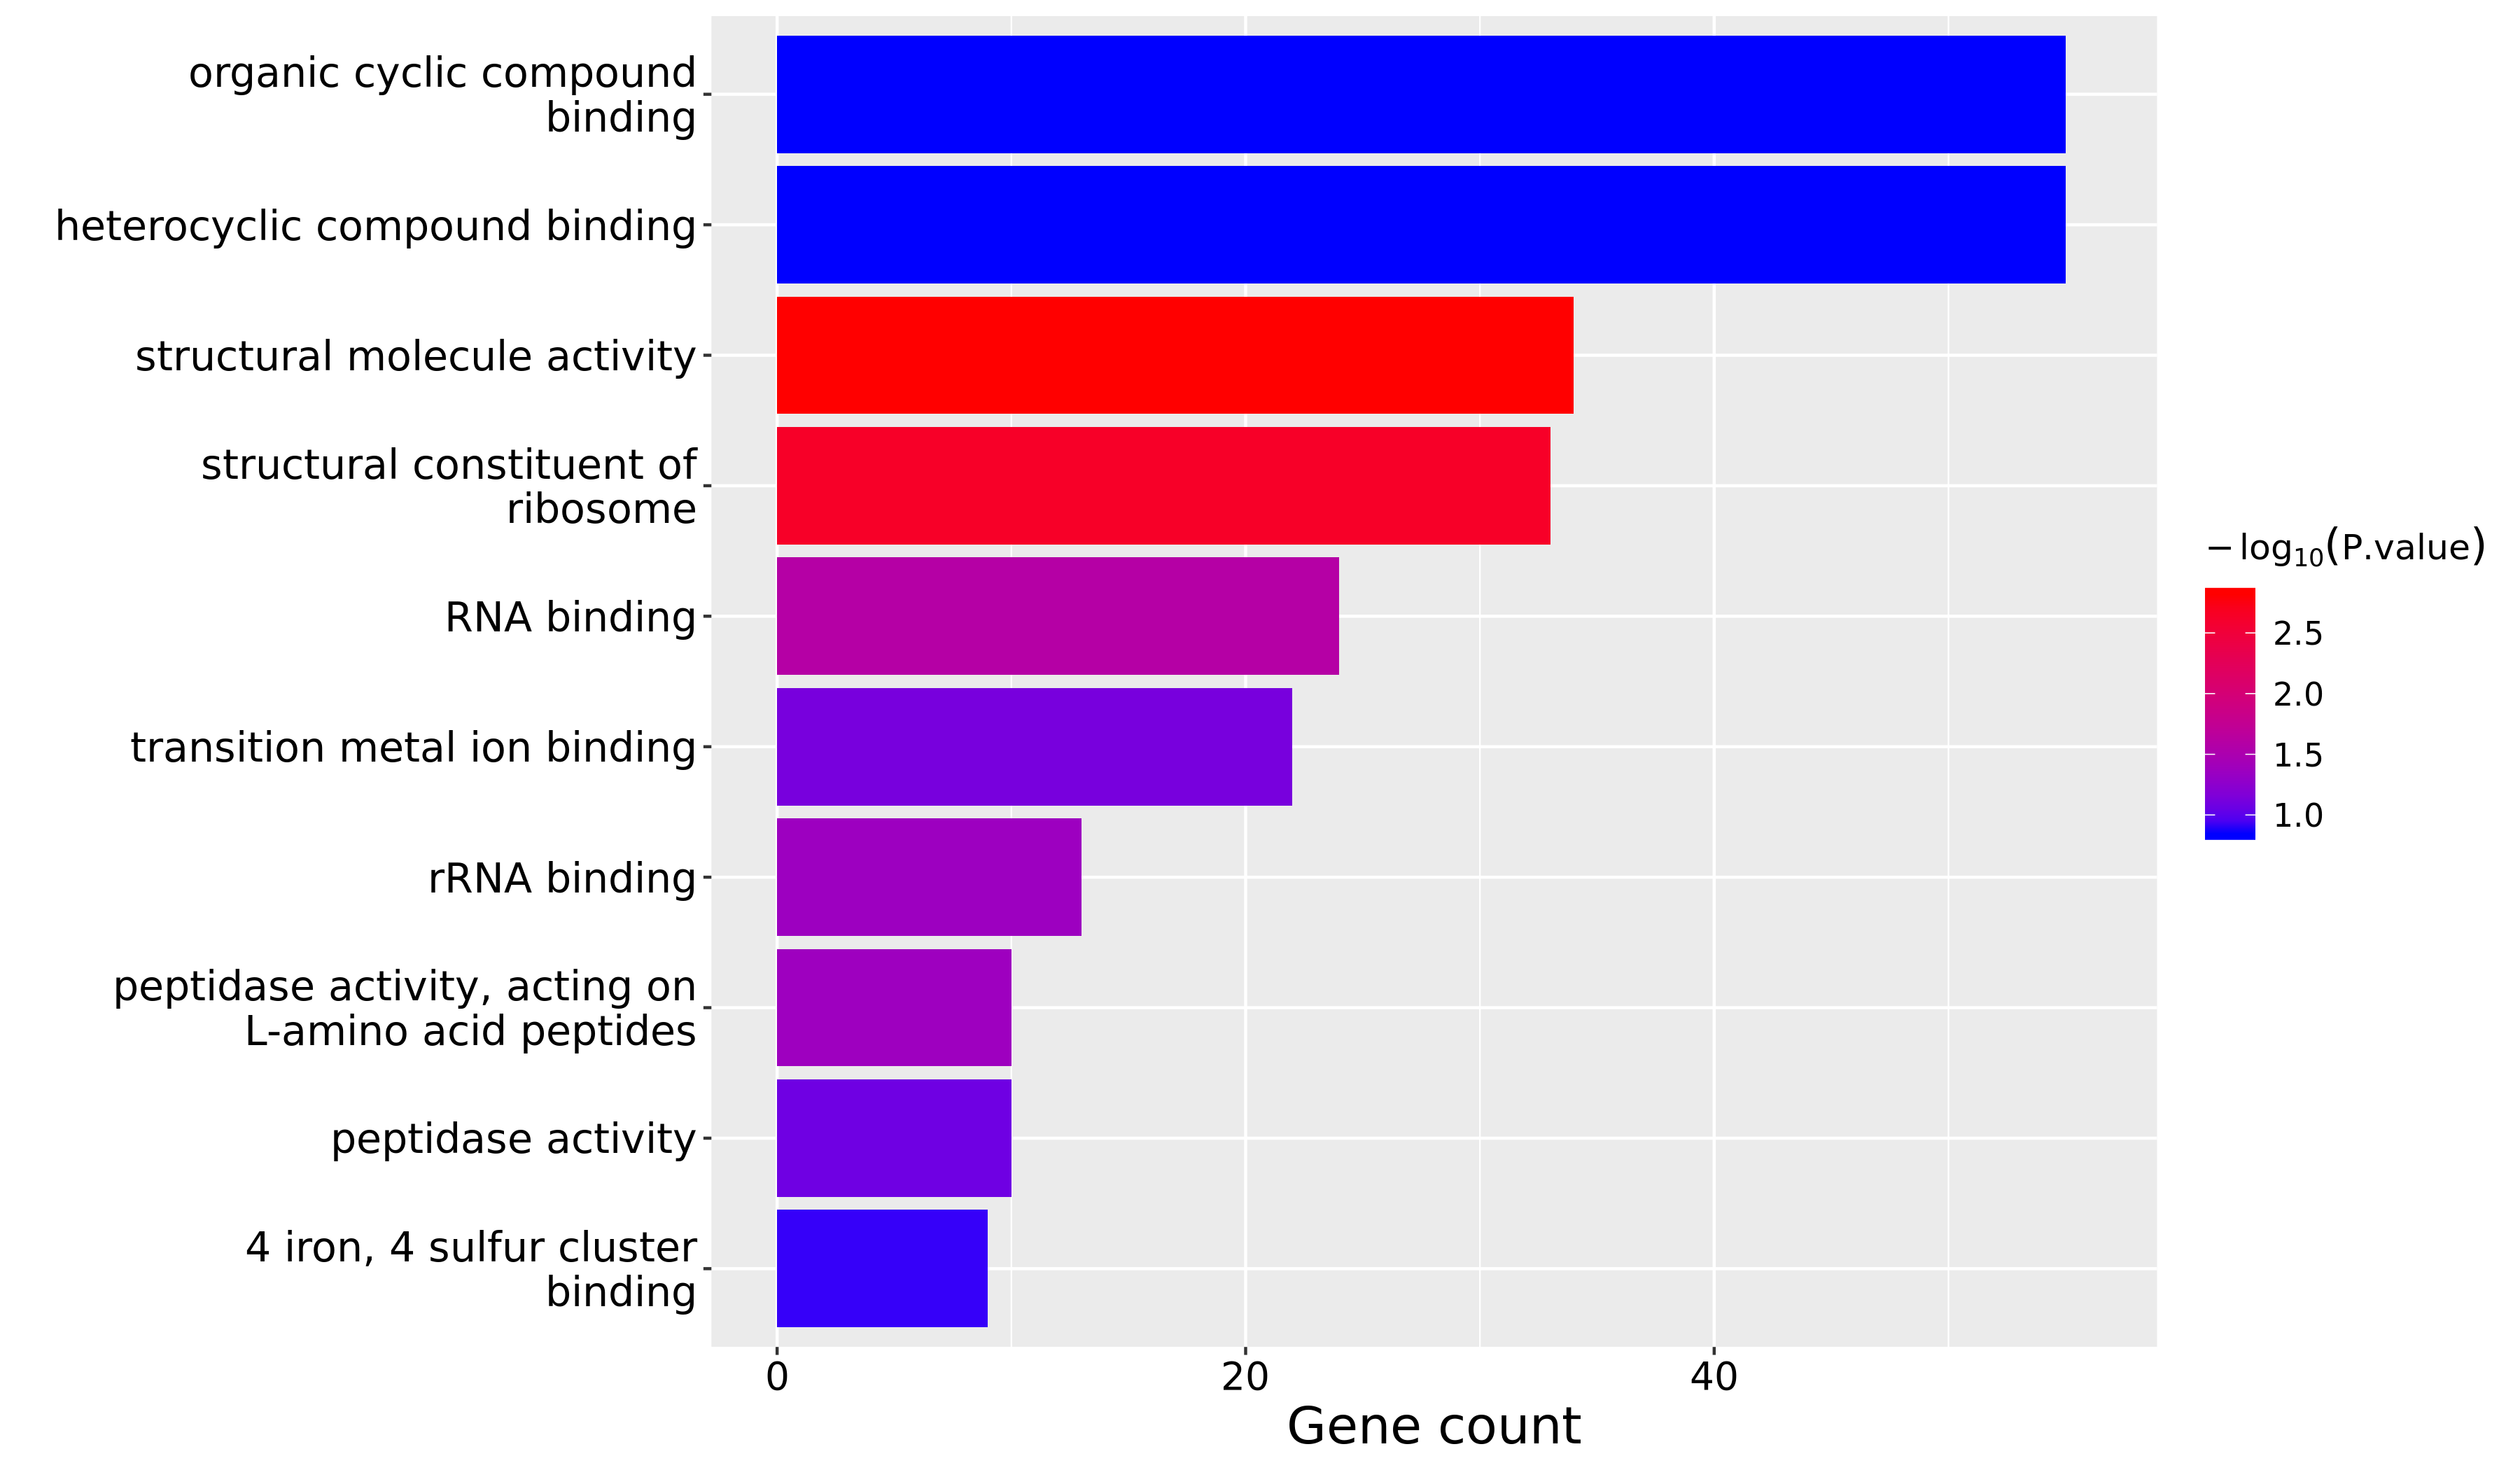 organic cyclic compound
binding
heterocyclic compound binding
structural molecule activity
structural constituent of
ribosome
RNA binding
transition metal ion binding
rRNA binding
peptidase activity, acting on
L-amino acid peptides
peptidase activity
4 iron, 4 sulfur cluster
binding
0 20 40
Gene count
−log₁₀(P.value)
2.5
2.0
1.5
1.0